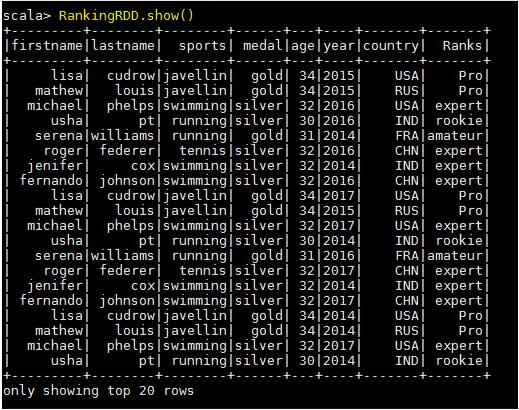 scala> RankingRDD.show()
+---------+--------+--------+------+---+----+-------+-------+
|firstname|lastname|  sports| medal|age|year|country|  Ranks|
+---------+--------+--------+------+---+----+-------+-------+
|     lisa|  cudrow|javellin|  gold| 34|2015|    USA|    Pro|
|   mathew|   louis|javellin|  gold| 34|2015|    RUS|    Pro|
|  michael|  phelps|swimming|silver| 32|2016|    USA| expert|
|     usha|      pt| running|silver| 30|2016|    IND| rookie|
|   serena|williams| running|  gold| 31|2014|    FRA|amateur|
|    roger| federer|  tennis|silver| 32|2016|    CHN| expert|
|  jenifer|     cox|swimming|silver| 32|2014|    IND| expert|
| fernando| johnson|swimming|silver| 32|2016|    CHN| expert|
|     lisa|  cudrow|javellin|  gold| 34|2017|    USA|    Pro|
|   mathew|   louis|javellin|  gold| 34|2015|    RUS|    Pro|
|  michael|  phelps|swimming|silver| 32|2017|    USA| expert|
|     usha|      pt| running|silver| 30|2014|    IND| rookie|
|   serena|williams| running|  gold| 31|2016|    FRA|amateur|
|    roger| federer|  tennis|silver| 32|2017|    CHN| expert|
|  jenifer|     cox|swimming|silver| 32|2014|    IND| expert|
| fernando| johnson|swimming|silver| 32|2017|    CHN| expert|
|     lisa|  cudrow|javellin|  gold| 34|2014|    USA|    Pro|
|   mathew|   louis|javellin|  gold| 34|2014|    RUS|    Pro|
|  michael|  phelps|swimming|silver| 32|2017|    USA| expert|
|     usha|      pt| running|silver| 30|2014|    IND| rookie|
+---------+--------+--------+------+---+----+-------+-------+
only showing top 20 rows